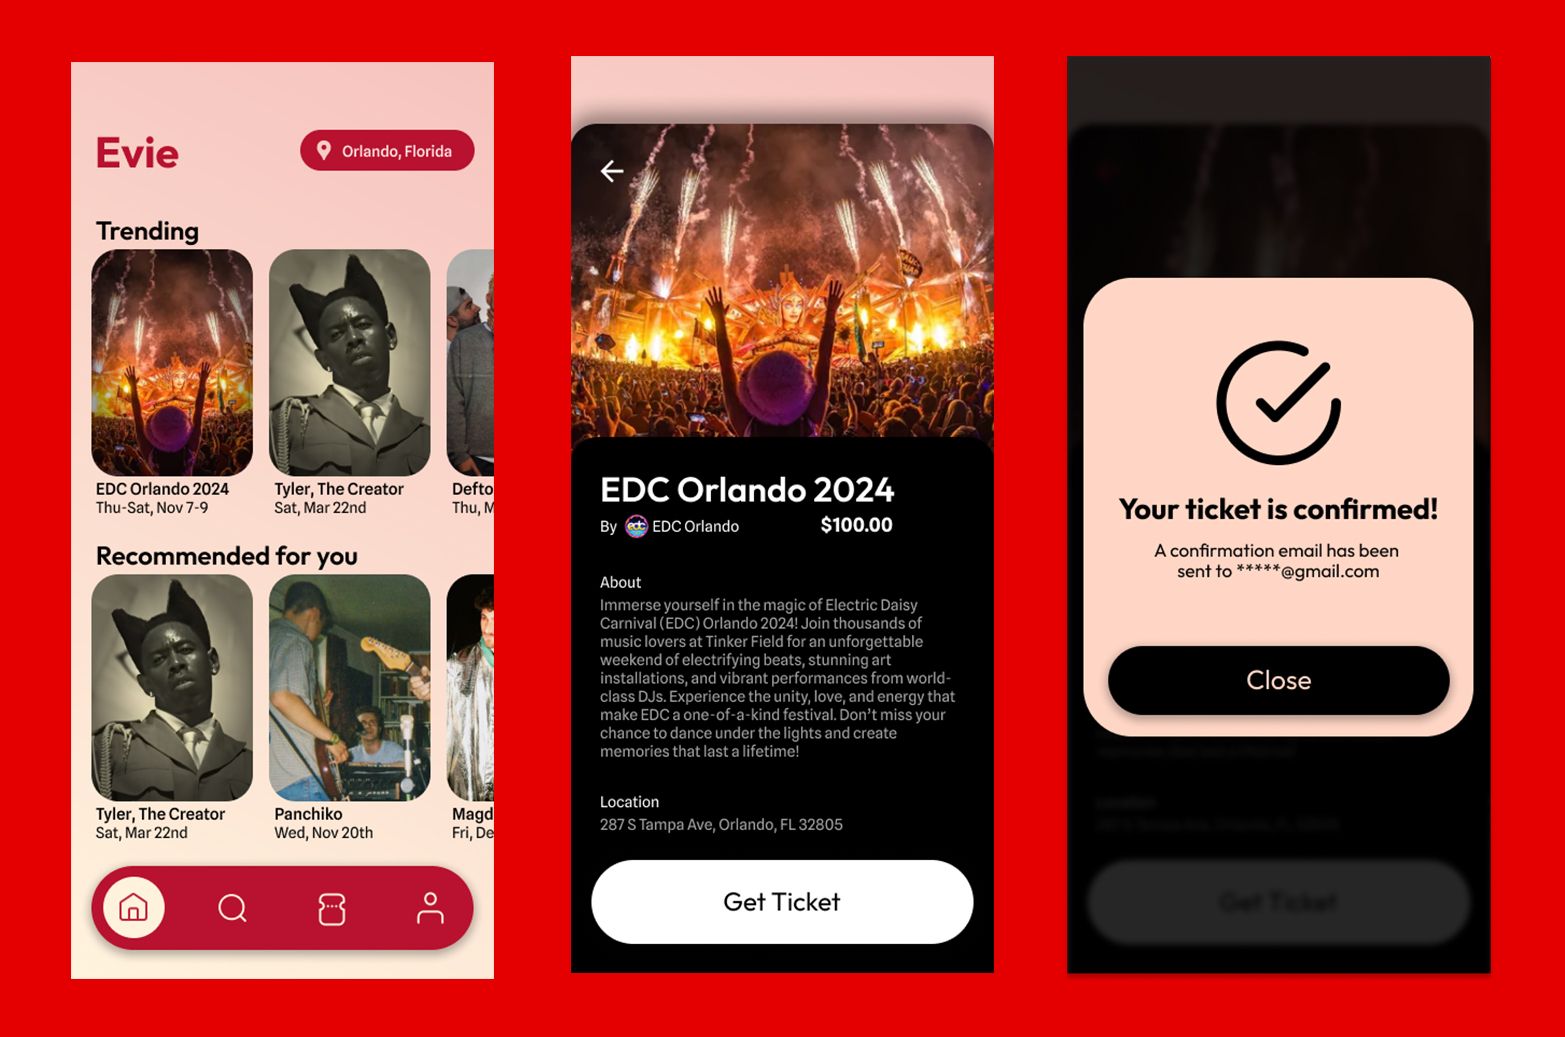 Evie
Orlando, Florida
Trending
EDC Orlando 2024
Thu-Sat, Nov 7-9
Tyler, The Creator
Sat, Mar 22nd
Defto
Thu, M
Recommended for you
Tyler, The Creator
Sat, Mar 22nd
Panchiko
Wed, Nov 20th
Magd
Fri, De
EDC Orlando 2024
By edc EDC Orlando
$100.00
About
Immerse yourself in the magic of Electric Daisy
Carnival (EDC) Orlando 2024! Join thousands of
music lovers at Tinker Field for an unforgettable
weekend of electrifying beats, stunning art
installations, and vibrant performances from world-
class DJs. Experience the unity, love, and energy that
make EDC a one-of-a-kind festival. Don't miss your
chance to dance under the lights and create
memories that last a lifetime!
Location
287 S Tampa Ave, Orlando, FL 32805
Get Ticket
Your ticket is confirmed!
A confirmation email has been
sent to *****@gmail.com
Close
Location
Get Ticket